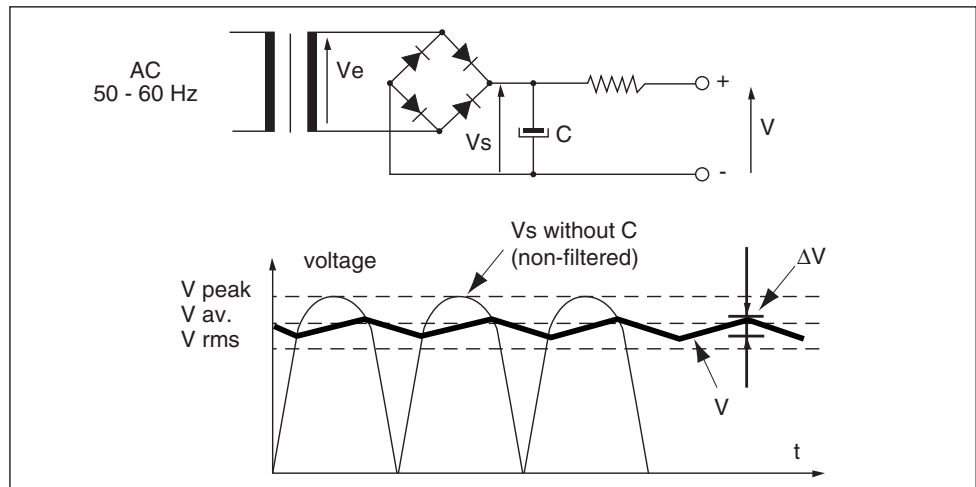 AC
50 - 60 Hz
Ve
Vs
C
+
V
-
Vs without C
(non-filtered)
voltage
ΔV
V peak
V av.
V rms
V
t